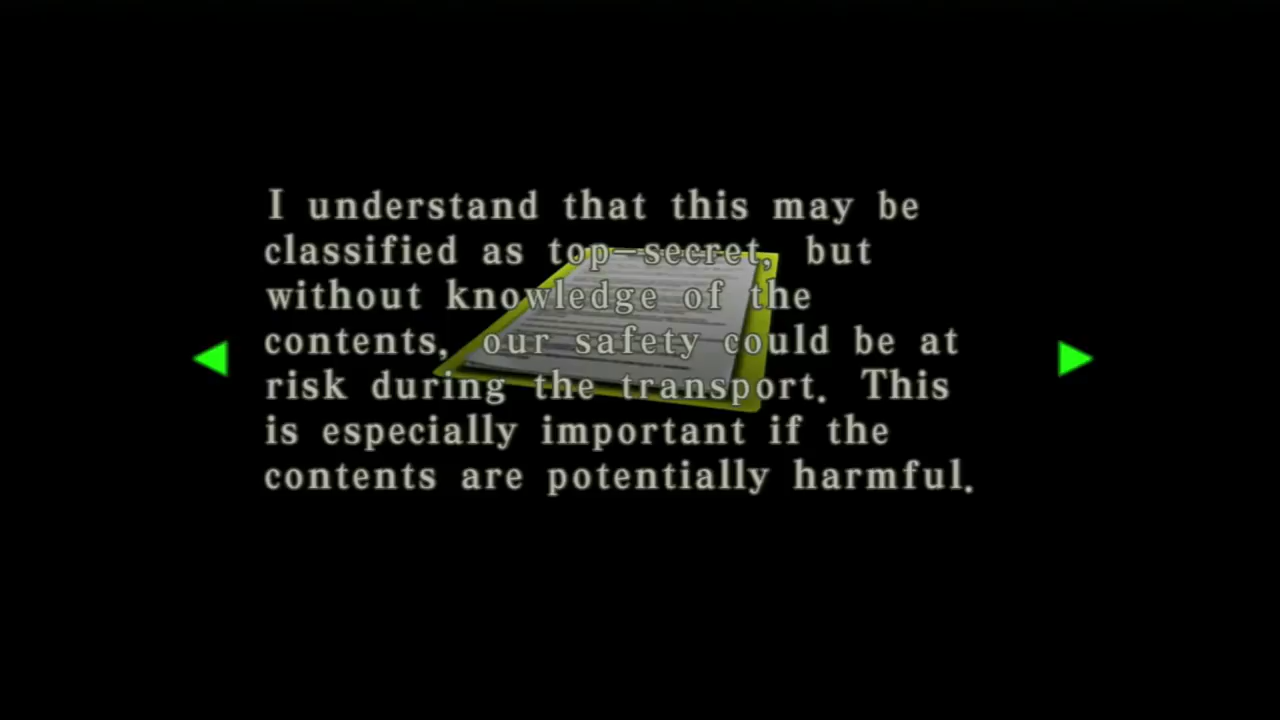 I understand that this may be
classified as top-secret, but
without knowledge of the
contents, our safety could be at
risk during the transport. This
is especially important if the
contents are potentially harmful.